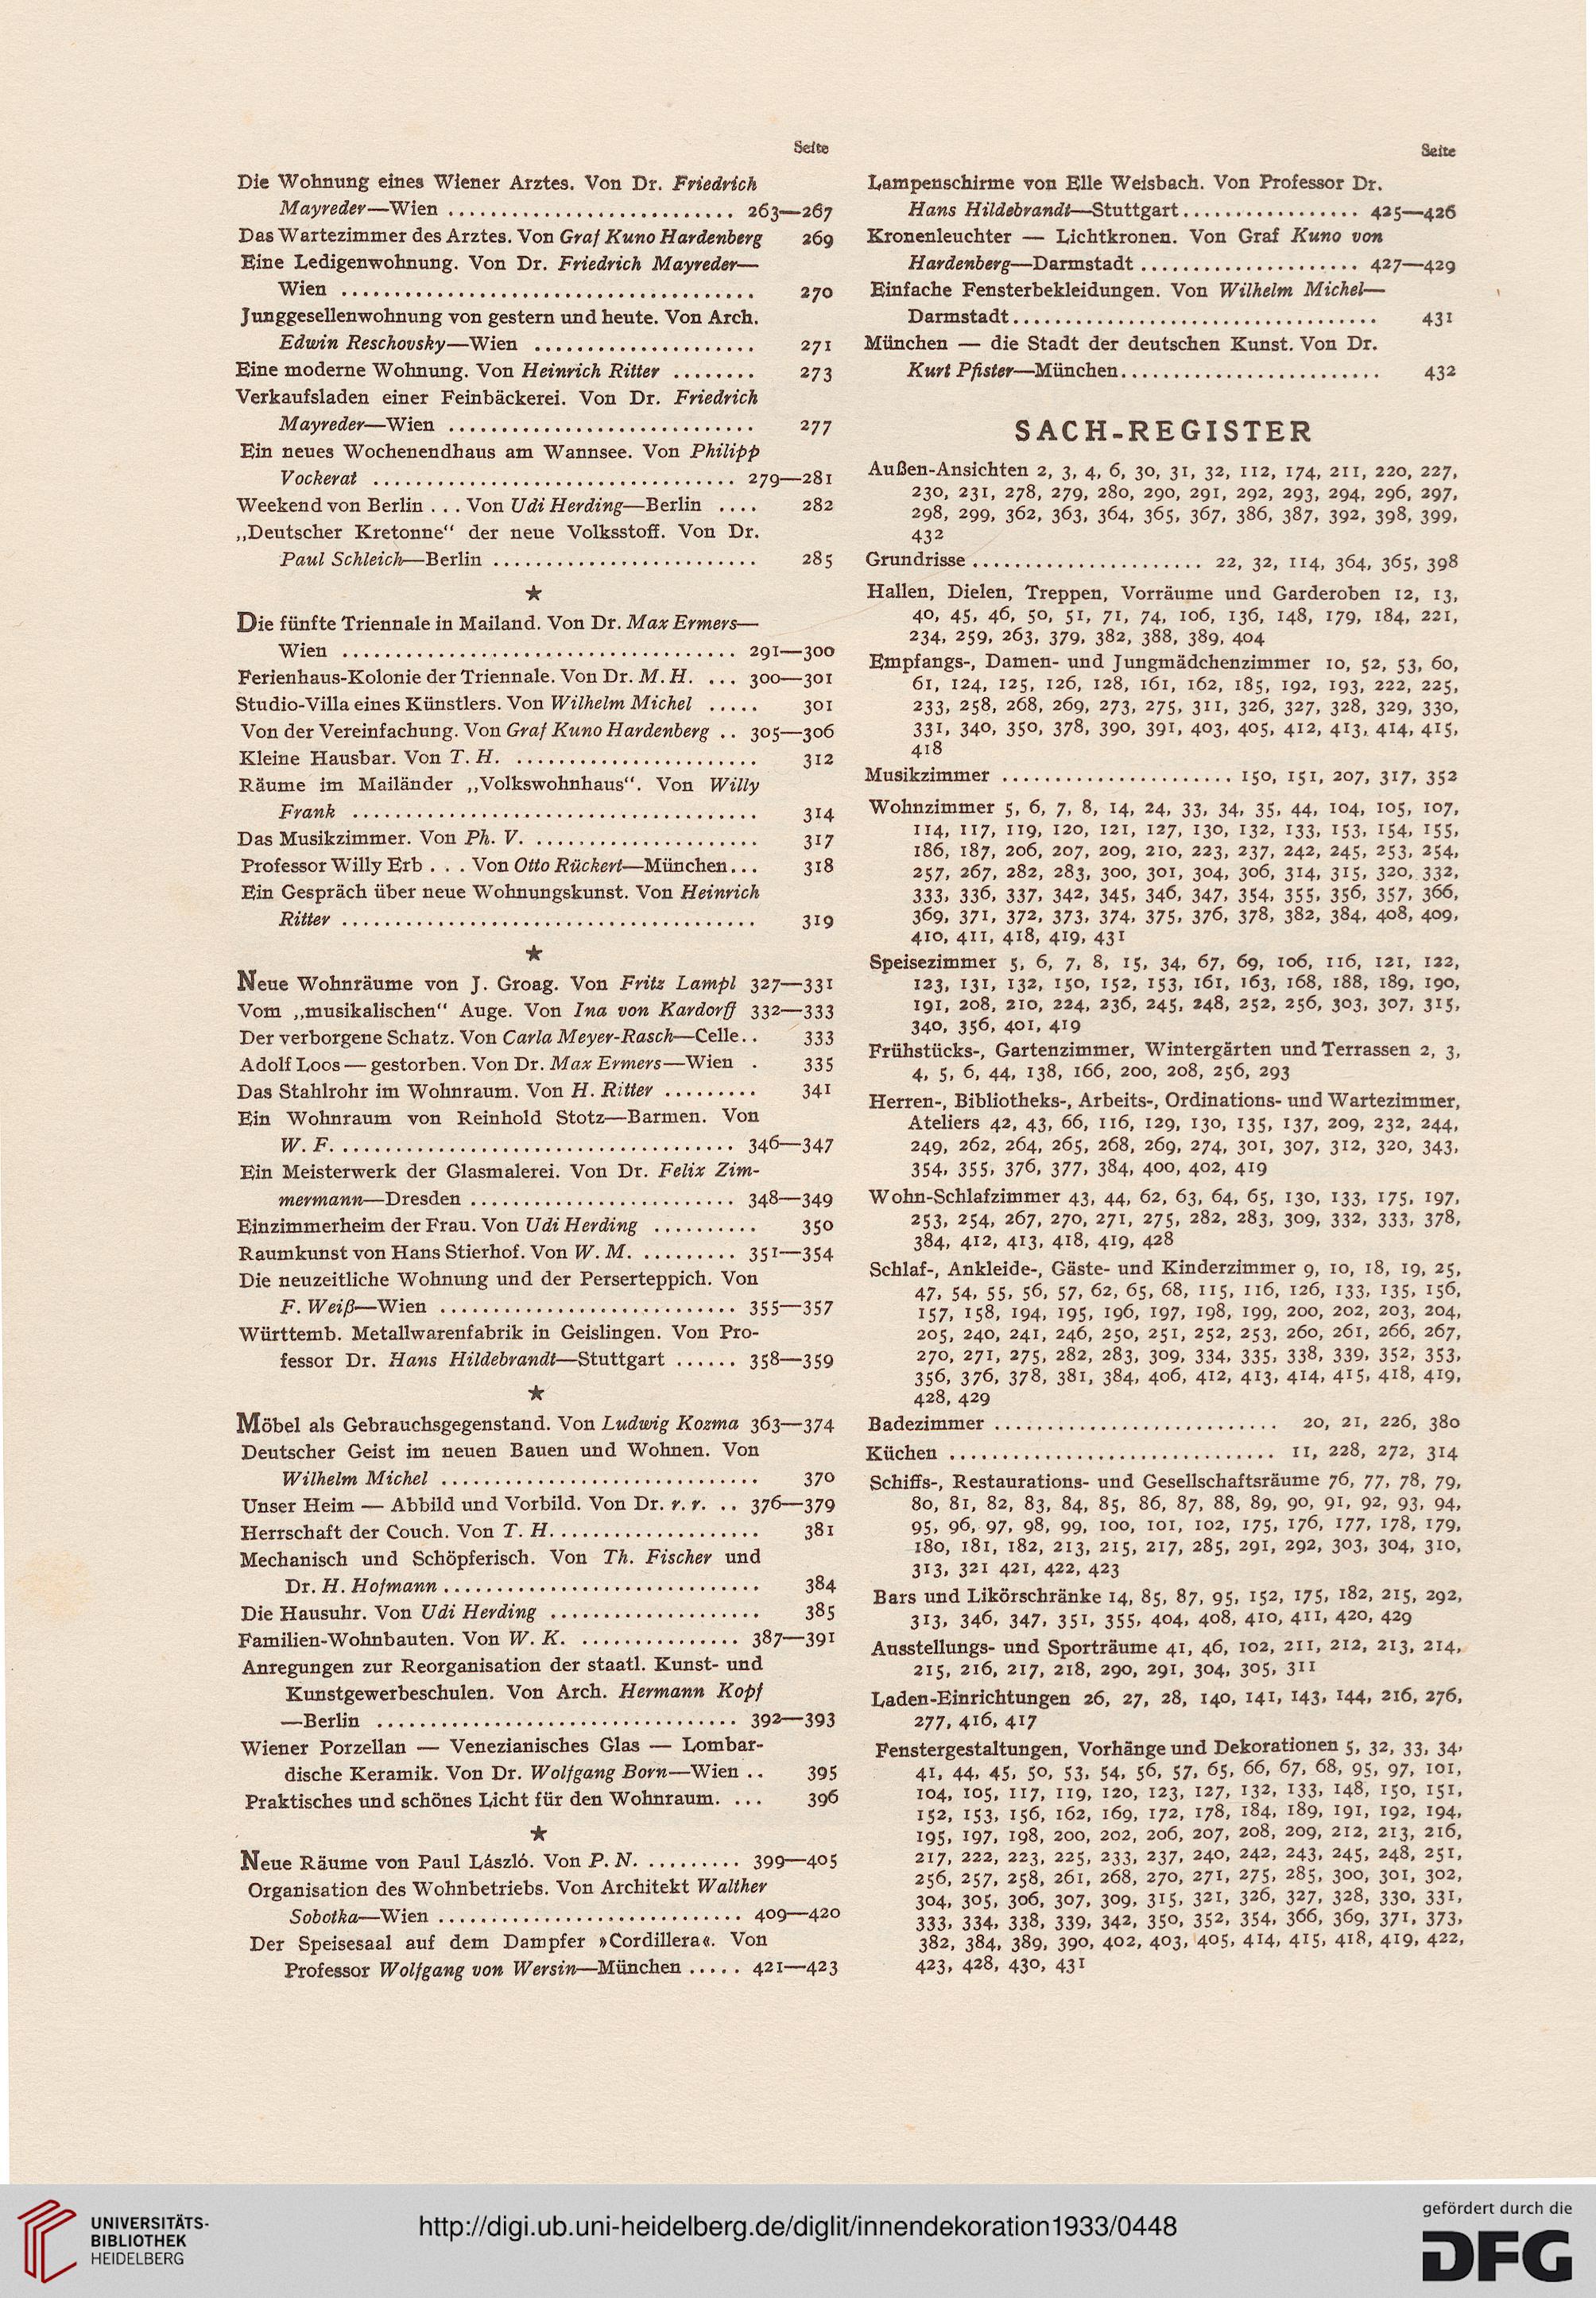 Seite
Die Wohnung eines Wiener Arztes. Von Dr. Friedrich
Mayreder—Wien ........................... 263—267
Das Wartezimmer des Arztes. Von Graf Kuno Hardenberg 269
Eine Ledigenwohnung. Von Dr. Friedrich Mayreder—
Wien ....................................... 270
Junggesellenwohnung von gestern und heute. Von Arch.
Edwin Reschovsky—Wien ..................... 271
Eine moderne Wohnung. Von Heinrich Ritter ........ 273
Verkaufsladen einer Feinbäckerei. Von Dr. Friedrich
Mayreder—Wien ............................. 277
Ein neues Wochenendhaus am Wannsee. Von Philipp
Vockerat .................................. 279—281
Weekend von Berlin . . . Von Udi Herding—Berlin .... 282
„Deutscher Kretonne“ der neue Volksstoff. Von Dr.
Paul Schleich—Berlin ......................... 285
★
Die fünfte Triennale in Mailand. Von Dr. Max Ermers—
Wien ..................................... 291—300
Ferienhaus-Kolonie der Triennale. Von Dr. M. H. ... 300—301
Studio-Villa eines Künstlers. Von Wilhelm Michel ..... 301
Von der Vereinfachung. Von Graf Kuno Hardenberg .. 305—306
Kleine Hausbar. Von T. H. ....................... 312
Räume im Mailänder „Volkswohnhaus“. Von Willy
Frank ...................................... 314
Das Musikzimmer. Von Ph. V. ...................... 317
Professor Willy Erb . . . Von Otto Rückert—München... 318
Ein Gespräch über neue Wohnungskunst. Von Heinrich
Ritter ....................................... 319
★
Neue Wohnräume von J. Groag. Von Fritz Lampl 327—331
Vom „musikalischen“ Auge. Von Ina von Kardorff 332—333
Der verborgene Schatz. Von Carla Meyer-Rasch—Celle.. 333
Adolf Loos — gestorben. Von Dr. Max Ermers—Wien . 335
Das Stahlrohr im Wohnraum. Von H. Ritter ......... 341
Ein Wohnraum von Reinhold Stotz—Barmen. Von
W. F....................................... 346—347
Ein Meisterwerk der Glasmalerei. Von Dr. Felix Zim-
mermann—Dresden ......................... 348—349
Einzimmerheim der Frau. Von Udi Herding .......... 350
Raumkunst von Hans Stierhof. Von W. M. ......... 351—354
Die neuzeitliche Wohnung und der Perserteppich. Von
F. Weiß—Wien ............................ 355—357
Württemb. Metallwarenfabrik in Geislingen. Von Pro-
fessor Dr. Hans Hildebrandt—Stuttgart ...... 358—359
★
Möbel als Gebrauchsgegenstand. Von Ludwig Kozma 363—374
Deutscher Geist im neuen Bauen und Wohnen. Von
Wilhelm Michel .............................. 370
Unser Heim — Abbild und Vorbild. Von Dr. r. r. .. 376—379
Herrschaft der Couch. Von T. H.................... 381
Mechanisch und Schöpferisch. Von Th. Fischer und
Dr. H. Hofmann .............................. 384
Die Hausuhr. Von Udi Herding .................... 385
Familien-Wohnbauten. Von W. K. ............... 387—391
Anregungen zur Reorganisation der staatl. Kunst- und
Kunstgewerbeschulen. Von Arch. Hermann Kopf
—Berlin .................................. 392—393
Wiener Porzellan — Venezianisches Glas — Lombar-
dische Keramik. Von Dr. Wolfgang Born—Wien .. 395
Praktisches und schönes Licht für den Wohnraum. ... 396
★
Neue Räume von Paul László. Von P. N. .......... 399—405
Organisation des Wohnbetriebs. Von Architekt Walther
Sobotka—Wien ............................. 409—420
Der Speisesaal auf dem Dampfer »Cordillera«. Von
Professor Wolfgang von Wersin—München ..... 421—423
Seite
Lampenschirme von Elle Weisbach. Von Professor Dr.
Hans Hildebrandt—Stuttgart................. 425—426
Kronenleuchter — Lichtkronen. Von Graf Kuno von
Hardenberg—Darmstadt ..................... 427—429
Einfache Fensterbekleidungen. Von Wilhelm Michel—
Darmstadt................................... 431
München — die Stadt der deutschen Kunst. Von Dr.
Kurt Pfister—München......................... 432
SACH-REGISTER
Außen-Ansichten 2, 3, 4, 6, 30, 31, 32, 112, 174, 211, 220, 227,
230, 231, 278, 279, 280, 290, 291, 292, 293, 294, 296, 297,
298, 299, 362, 363, 364, 365, 367, 386, 387, 392, 398, 399,
432
Grundrisse ...................... 22, 32, 114, 364, 365, 398
Hallen, Dielen, Treppen, Vorräume und Garderoben 12, 13,
40, 45, 46, 50, 51, 71, 74, 106, 136, 148, 179, 184, 221,
234, 259, 263, 379, 382, 388, 389, 404
Empfangs-, Damen- und Jungmädchenzimmer 10, 52, 53, 60,
61, 124, 125, 126, 128, 161, 162, 185, 192, 193, 222, 225,
233, 258, 268, 269, 273, 275, 311, 326, 327, 328, 329, 330,
331, 340, 350, 378, 390, 391, 403, 405, 412, 413, 414, 415,
418
Musikzimmer ...................... 150, 151, 207, 317, 352
Wohnzimmer 5, 6, 7, 8, 14, 24, 33, 34, 35, 44, 104, 105, 107,
114, 117, 119, 120, 121, 127, 130, 132, 133, 153, 154, 155,
186, 187, 206, 207, 209, 210, 223, 237, 242, 245, 253, 254,
257, 267, 282, 283, 300, 301, 304, 306, 314, 315, 320, 332,
333, 336, 337, 342, 345, 346, 347, 354, 355, 356, 357, 366,
369, 371, 372, 373, 374, 375, 376, 378, 382, 384, 408, 409,
410, 411, 418, 419, 431
Speisezimmer 5, 6, 7, 8, 15, 34, 67, 69, 106, 116, 121, 122,
123, 131, 132, 150, 152, 153, 161, 163, 168, 188, 189, 190,
191, 208, 210, 224, 236, 245, 248, 252, 256, 303, 307, 315,
340, 356, 401, 419
Frühstücks-, Gartenzimmer, Wintergärten und Terrassen 2, 3,
4, 5, 6, 44, 138, 166, 200, 208, 256, 293
Herren-, Bibliotheks-, Arbeits-, Ordinations- und Wartezimmer,
Ateliers 42, 43, 66, 116, 129, 130, 135, 137, 209, 232, 244,
249, 262, 264, 265, 268, 269, 274, 301, 307, 312, 320, 343,
354, 355, 376, 377, 384, 400, 402, 419
Wohn-Schlafzimmer 43, 44, 62, 63, 64, 65, 130, 133, 175, 197,
253, 254, 267, 270, 271, 275, 282, 283, 309, 332, 333, 378,
384, 412, 413, 418, 419, 428
Schlaf-, Ankleide-, Gäste- und Kinderzimmer 9, 10, 18, 19, 25,
47, 54, 55, 56, 57, 62, 65, 68, 115, 116, 126, 133, 135, 156,
157, 158, 194, 195, 196, 197, 198, 199, 200, 202, 203, 204,
205, 240, 241, 246, 250, 251, 252, 253, 260, 261, 266, 267,
270, 271, 275, 282, 283, 309, 334, 335, 338, 339, 352, 353,
356, 376, 378, 381, 384, 406, 412, 413, 414, 415, 418, 419,
428, 429
Badezimmer ........................... 20, 21, 226, 380
Küchen ............................... 11, 228, 272, 314
Schiffs-, Restaurations- und Gesellschaftsräume 76, 77, 78, 79,
80, 81, 82, 83, 84, 85, 86, 87, 88, 89, 90, 91, 92, 93, 94,
95, 96, 97, 98, 99, 100, 101, 102, 175, 176, 177, 178, 179,
180, 181, 182, 213, 215, 217, 285, 291, 292, 303, 304, 310,
313, 321 421, 422, 423
Bars und Likörschränke 14, 85, 87, 95, 152, 175, 182, 215, 292,
313, 346, 347, 351, 355, 404, 408, 410, 411, 420, 429
Ausstellungs- und Sporträume 41, 46, 102, 211, 212, 213, 214,
215, 216, 217, 218, 290, 291, 304, 305, 311
Laden-Einrichtungen 26, 27, 28, 140, 141, 143, 144, 216, 276,
277, 416, 417
Fenstergestaltungen, Vorhänge und Dekorationen 5, 32, 33, 34,
41, 44, 45, 50, 53, 54, 56, 57, 65, 66, 67, 68, 95, 97, 101,
104, 105, 117, 119, 120, 123, 127, 132, 133, 148, 150, 151,
152, 153, 156, 162, 169, 172, 178, 184, 189, 191, 192, 194,
195, 197, 198, 200, 202, 206, 207, 208, 209, 212, 213, 216,
217, 222, 223, 225, 233, 237, 240, 242, 243, 245, 248, 251,
256, 257, 258, 261, 268, 270, 271, 275, 285, 300, 301, 302,
304, 305, 306, 307, 309, 315, 321, 326, 327, 328, 330, 331,
333, 334, 338, 339, 342, 350, 352, 354, 366, 369, 371, 373,
382, 384, 389, 390, 402, 403, 405, 414, 415, 418, 419, 422,
423, 428, 430, 431
UNIVERSITÄTS-
BIBLIOTHEK
HEIDELBERG
http://digi.ub.uni-heidelberg.de/diglit/innendekoration1933/0448
gefördert durch die
DFG